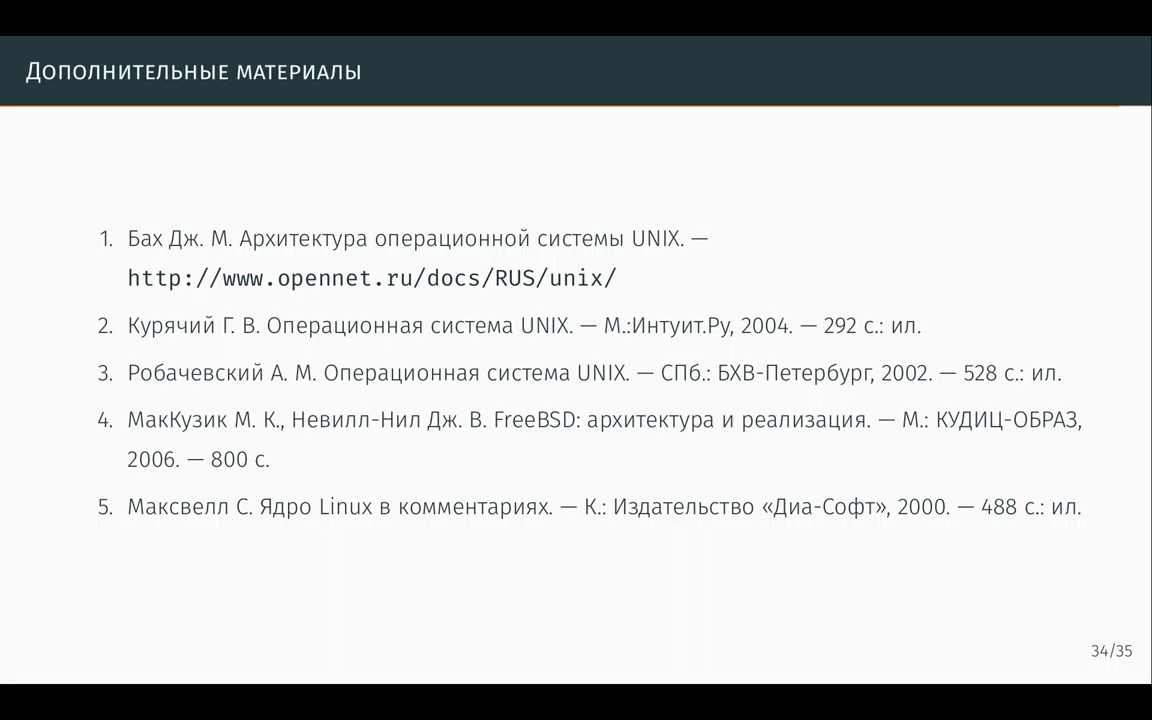 Дополнительные материалы
1. Бах Дж. М. Архитектура операционной системы UNIX. —
http://www.opennet.ru/docs/RUS/unix/
2. Курячий Г. В. Операционная система UNIX. — М.:Интуит.Ру, 2004. — 292 с.: ил.
3. Робачевский А. М. Операционная система UNIX. — СПб.: БХВ-Петербург, 2002. — 528 с.: ил.
4. МакКузик М. К., Невилл-Нил Дж. В. FreeBSD: архитектура и реализация. — М.: КУДИЦ-ОБРАЗ,
2006. — 800 с.
5. Максвелл С. Ядро Linux в комментариях. — К.: Издательство «Диа-Софт», 2000. — 488 с.: ил.
34/35